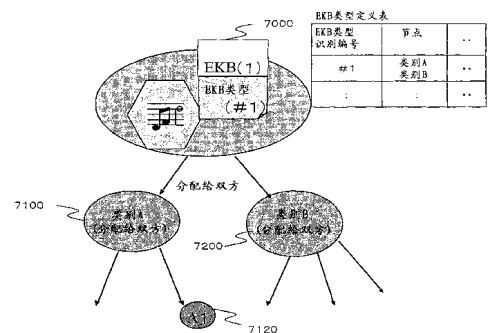 7000
EKB(1)
EKB类型
(#1)
EKB类型定义表
EKB类型
识别编号
节点
..
#1
类别A
类别B
..
:
:
..
分配给双方
7100
类别A
(分配给双方)
7200
类别B
(分配给双方)
A1
7120